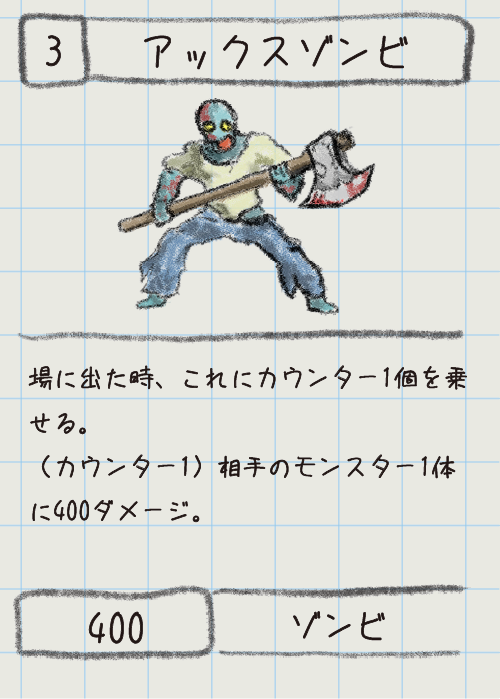 3
アックスゾンビ
場に出た時、これにカウンター1個を乗
せる。
（カウンター1）相手のモンスター1体
に400ダメージ。
400
ゾンビ